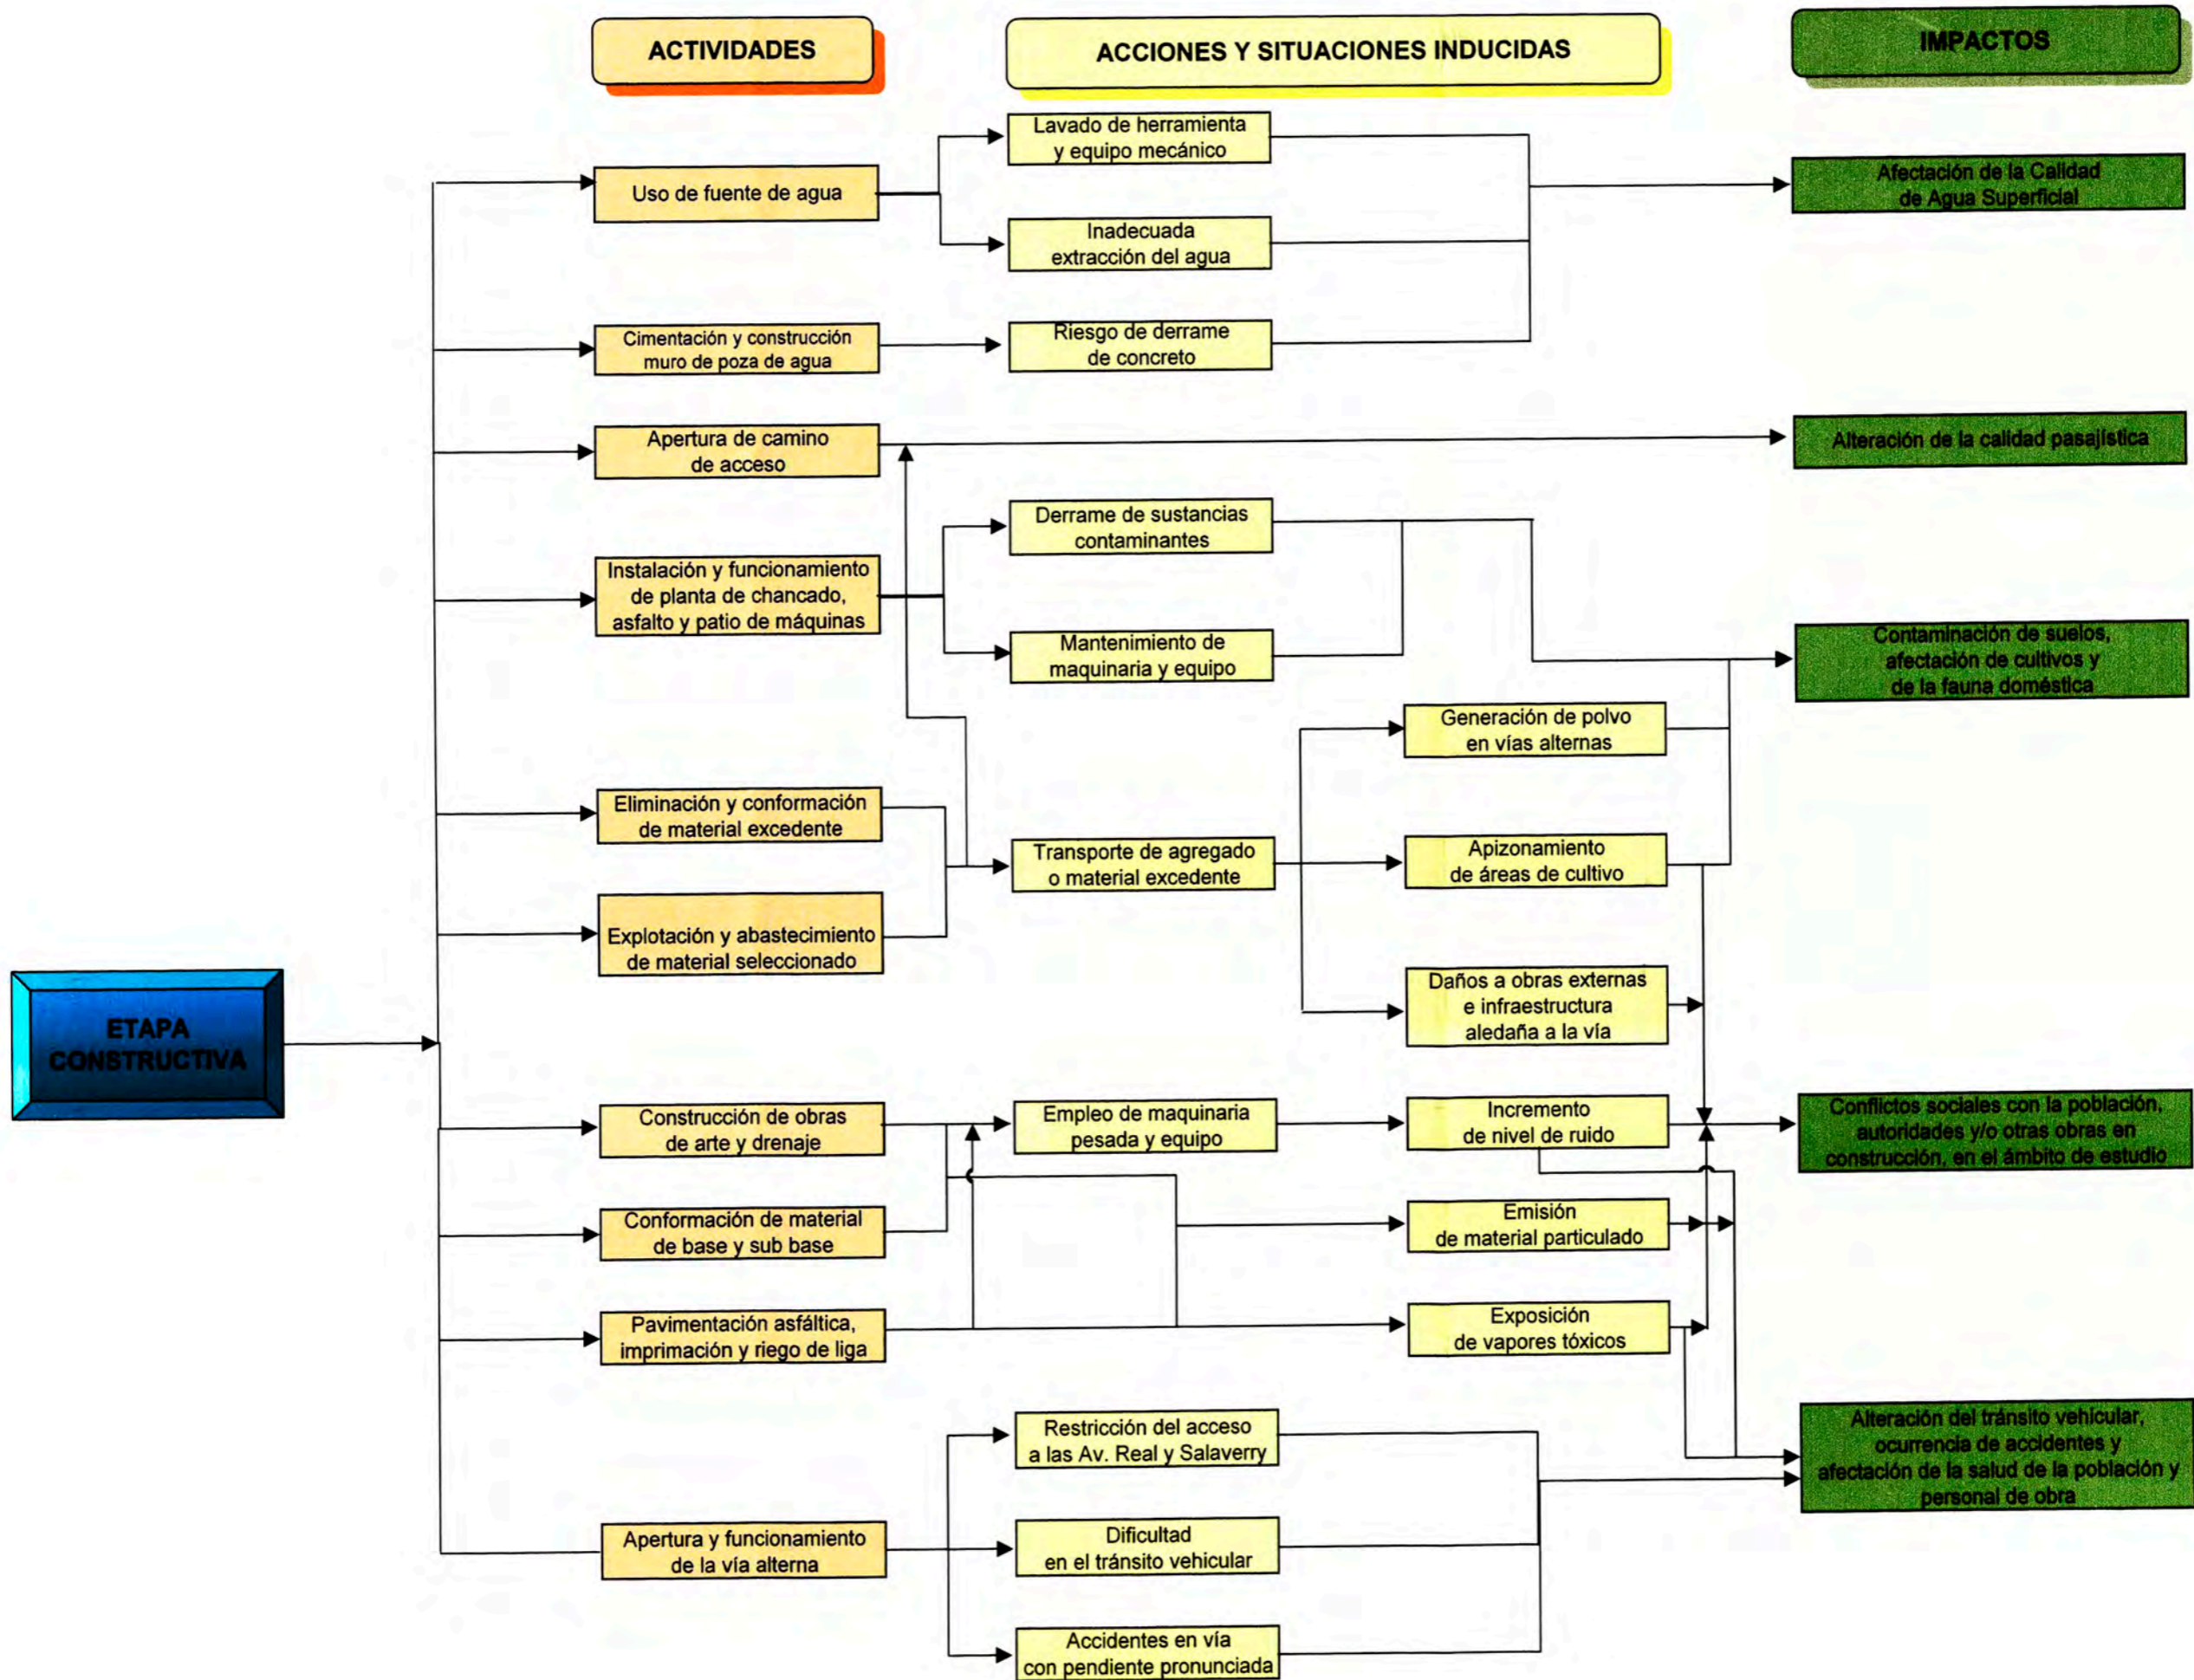 ACTIVIDADES
ACCIONES Y SITUACIONES INDUCIDAS
IMPACTOS
Lavado de herramienta
y equipo mecánico
Uso de fuente de agua
Afectación de la Calidad
de Agua Superficial
Inadecuada
extracción del agua
Cimentación y construcción
muro de poza de agua
Riesgo de derrame
de concreto
Apertura de camino
de acceso
Alteración de la calidad pasajística
Derrame de sustancias
contaminantes
Instalación y funcionamiento
de planta de chancado,
asfalto y patio de máquinas
Mantenimiento de
maquinaria y equipo
Contaminación de suelos,
afectación de cultivos y
de la fauna doméstica
Generación de polvo
en vías alternas
Eliminación y conformación
de material excedente
Transporte de agregado
o material excedente
Apizonamiento
de áreas de cultivo
Explotación y abastecimiento
de material seleccionado
Daños a obras externas
e infraestructura
aledaña a la vía
ETAPA
CONSTRUCTIVA
Construcción de obras
de arte y drenaje
Empleo de maquinaria
pesada y equipo
Incremento
de nivel de ruido
Conflictos sociales con la población,
autoridades y/o otras obras en
construcción, en el ámbito de estudio
Conformación de material
de base y sub base
Emisión
de material particulado
Pavimentación asfáltica,
imprimación y riego de liga
Exposición
de vapores tóxicos
Restricción del acceso
a las Av. Real y Salaverry
Alteración del tránsito vehicular,
ocurrencia de accidentes y
afectación de la salud de la población y
personal de obra
Apertura y funcionamiento
de la vía alterna
Dificultad
en el tránsito vehicular
Accidentes en vía
con pendiente pronunciada